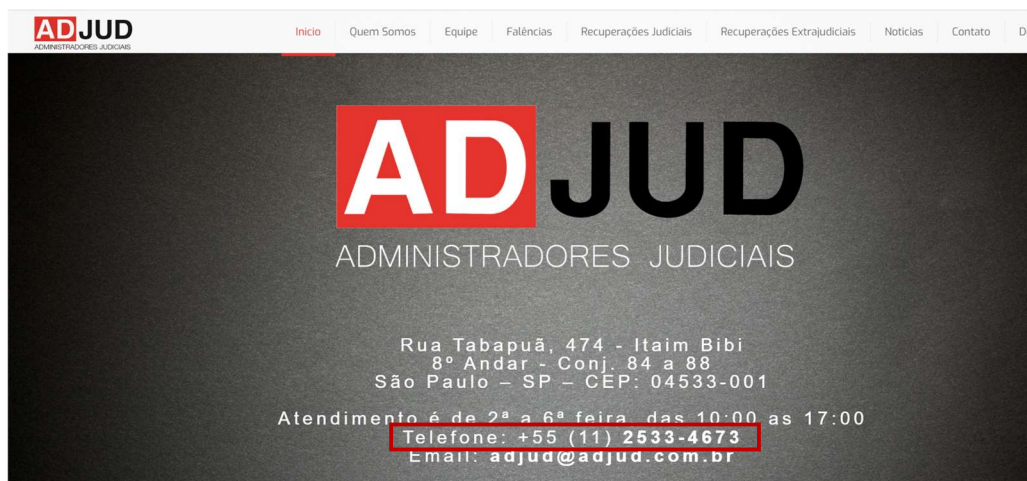 ADJUD
ADMINISTRADORES JUDICIAIS
Inicio Quem Somos Equipe Falências Recuperações Judiciais Recuperações Extrajudiciais Noticias Contato
ADJUD
ADMINISTRADORES JUDICIAIS
Rua Tabapuã, 474 - Itaim Bibi
8º Andar - Conj. 84 a 88
São Paulo – SP – CEP: 04533-001
Atendimento é de 2ª a 6ª feira, das 10:00 as 17:00
Telefone: +55 (11) 2533-4673
Email: adjud@adjud.com.br